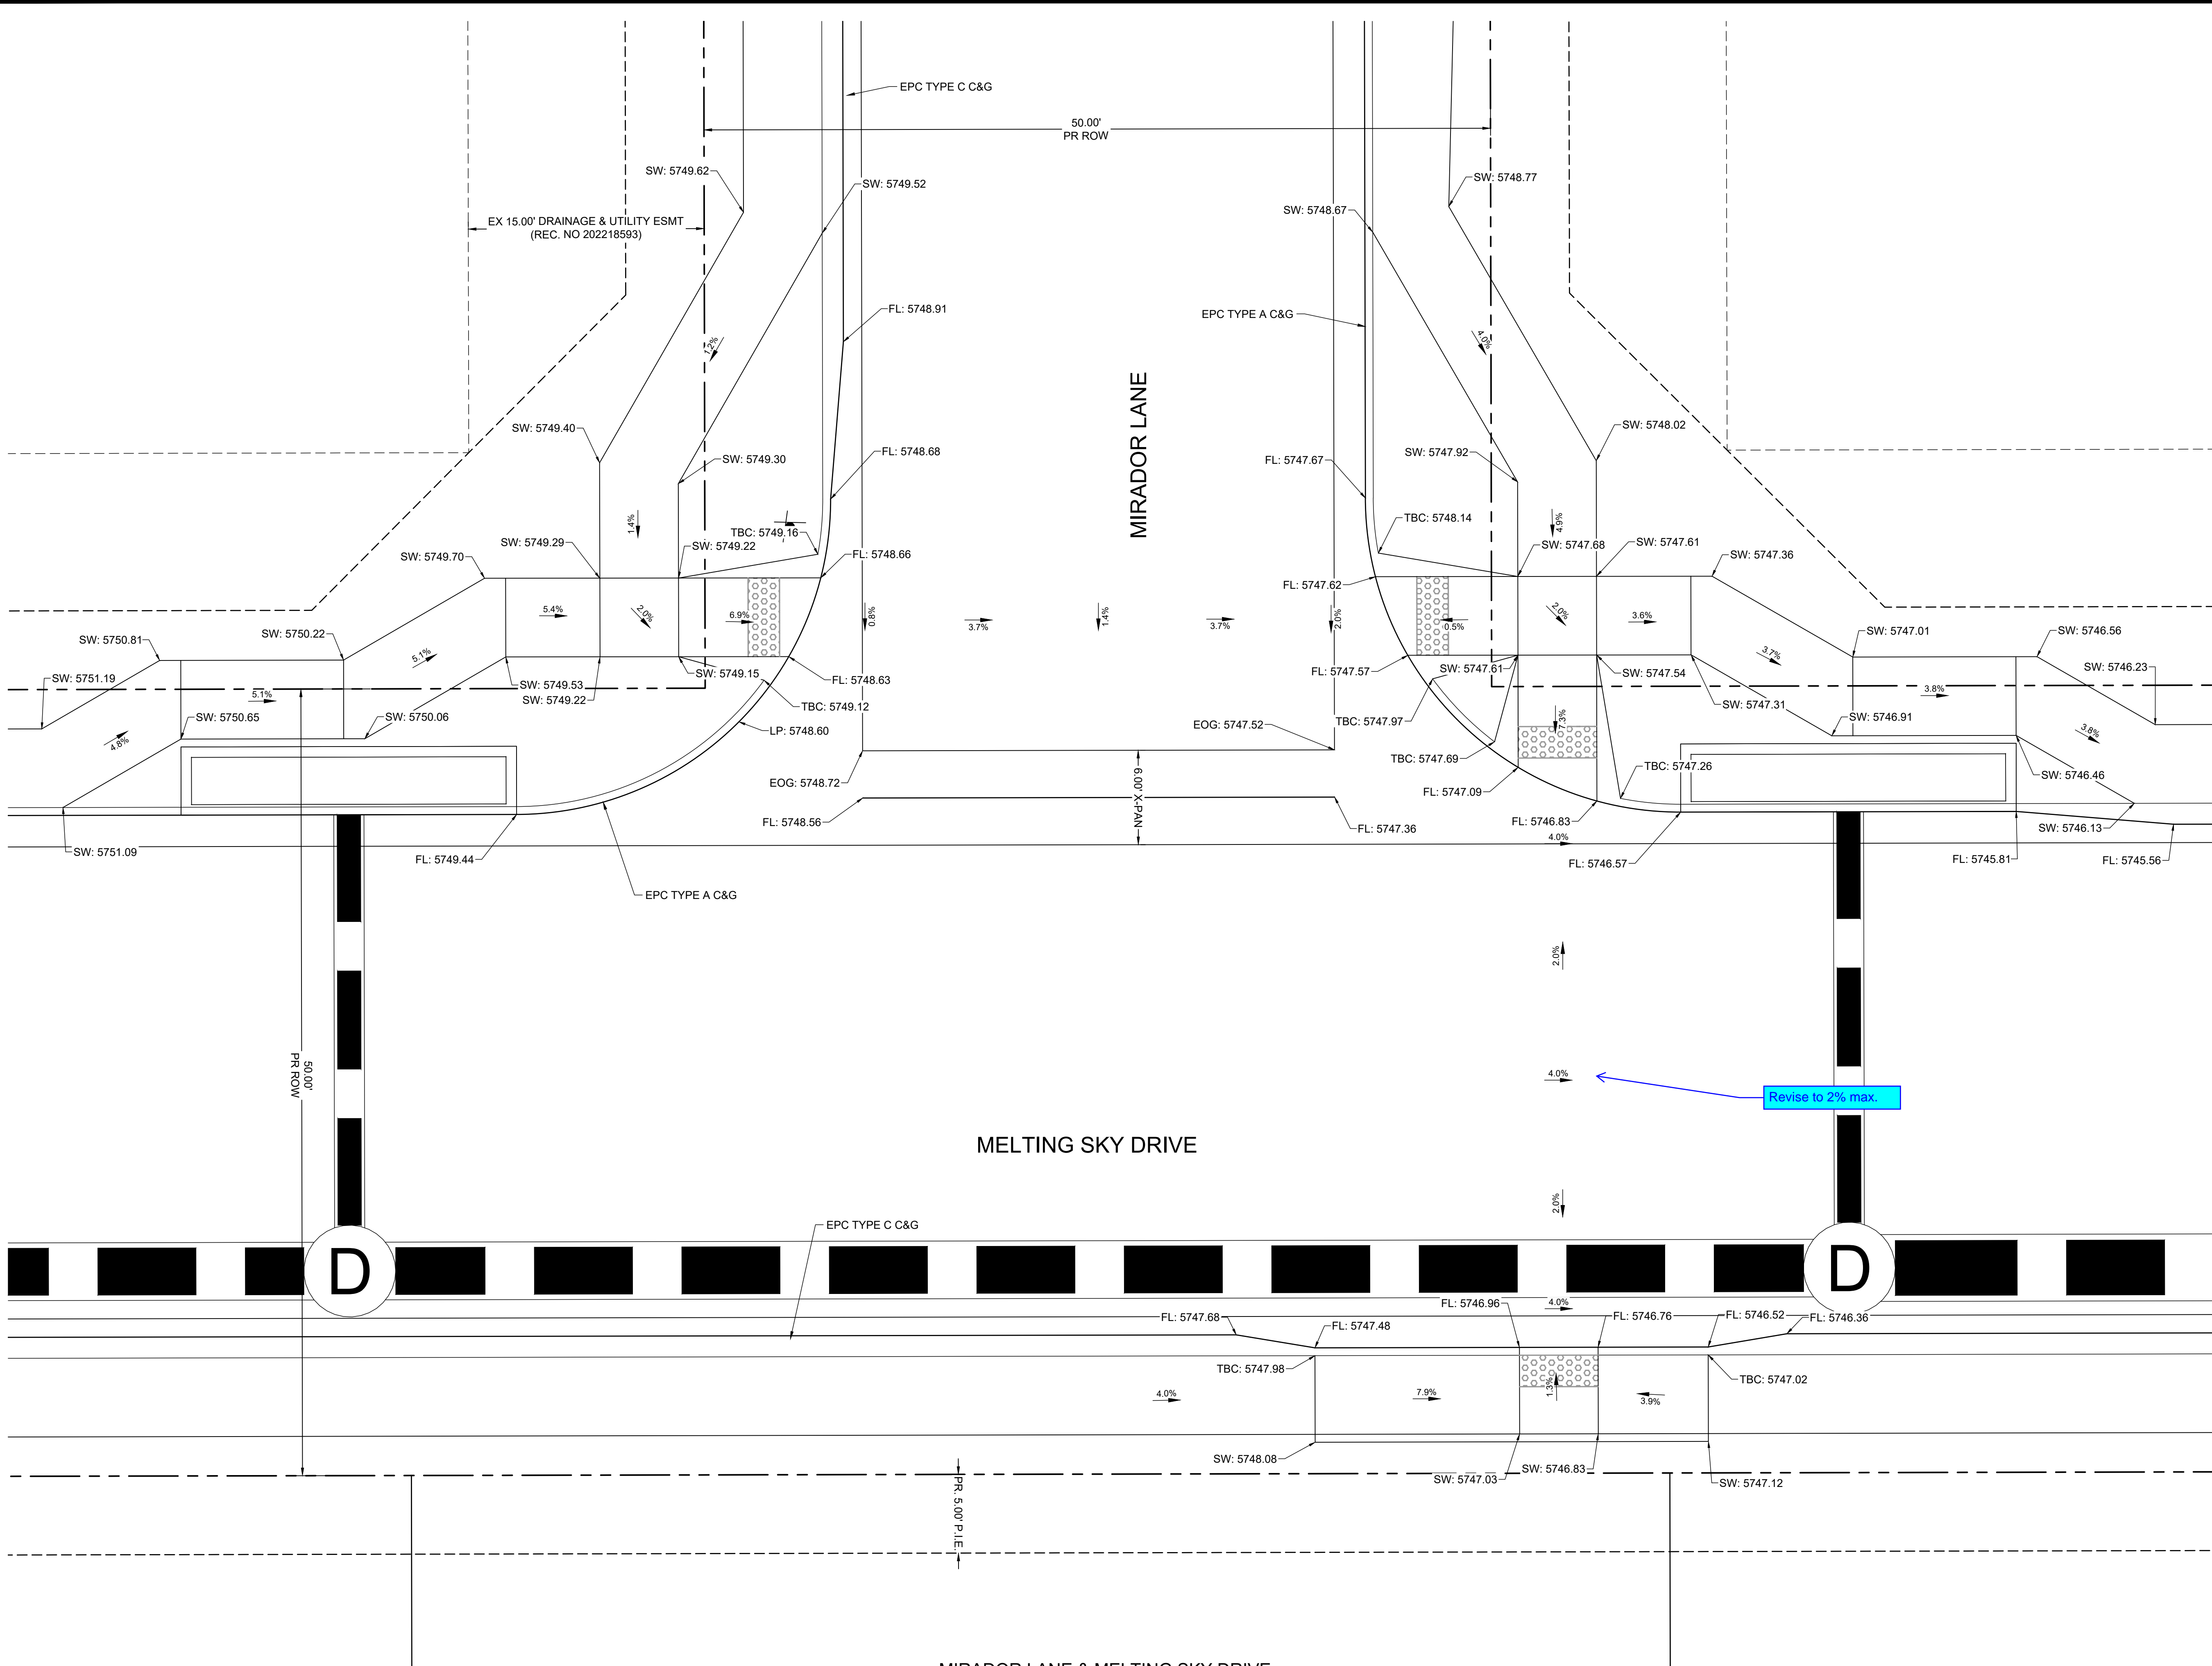 EPC TYPE C C&G
50.00'
PR ROW
SW: 5749.62
SW: 5749.52
SW: 5748.77
SW: 5748.67
EX 15.00' DRAINAGE & UTILITY ESMT
(REC. NO 202218593)
FL: 5748.91
EPC TYPE A C&G
1.2%
4.0%
MIRADOR LANE
SW: 5749.40
SW: 5749.30
FL: 5748.68
FL: 5747.67
SW: 5747.92
SW: 5748.02
1.4%
TBC: 5749.16
TBC: 5748.14
4.9%
SW: 5749.70
SW: 5749.29
SW: 5749.22
FL: 5748.66
SW: 5747.68
SW: 5747.61
SW: 5747.36
FL: 5747.62
5.4%
2.0%
6.9%
0.8%
3.7%
1.4%
3.7%
2.0%
0.5%
2.0%
3.6%
SW: 5750.81
SW: 5750.22
5.1%
SW: 5747.01
SW: 5746.56
3.7%
SW: 5751.19
5.1%
SW: 5749.53
SW: 5749.22
SW: 5749.15
FL: 5748.63
FL: 5747.57
SW: 5747.61
SW: 5747.54
SW: 5746.23
3.8%
SW: 5750.65
SW: 5750.06
TBC: 5749.12
LP: 5748.60
EOG: 5747.52
TBC: 5747.97
7.3%
SW: 5747.31
SW: 5746.91
4.8%
3.8%
EOG: 5748.72
6.00' X-PAN
TBC: 5747.69
TBC: 5747.26
SW: 5746.46
FL: 5747.09
FL: 5748.56
FL: 5747.36
FL: 5746.83
4.0%
SW: 5746.13
SW: 5751.09
FL: 5749.44
FL: 5746.57
FL: 5745.81
FL: 5745.56
EPC TYPE A C&G
2.0%
50.00'
PR ROW
4.0%
Revise to 2% max.
MELTING SKY DRIVE
2.0%
EPC TYPE C C&G
D
D
FL: 5747.68
FL: 5747.48
FL: 5746.96
4.0%
FL: 5746.76
FL: 5746.52
FL: 5746.36
TBC: 5747.98
TBC: 5747.02
4.0%
7.9%
1.3%
3.9%
SW: 5748.08
SW: 5747.03
SW: 5746.83
SW: 5747.12
PR. 5.00' P.I.E.
MIRADOR LANE & MELTING SKY DRIVE